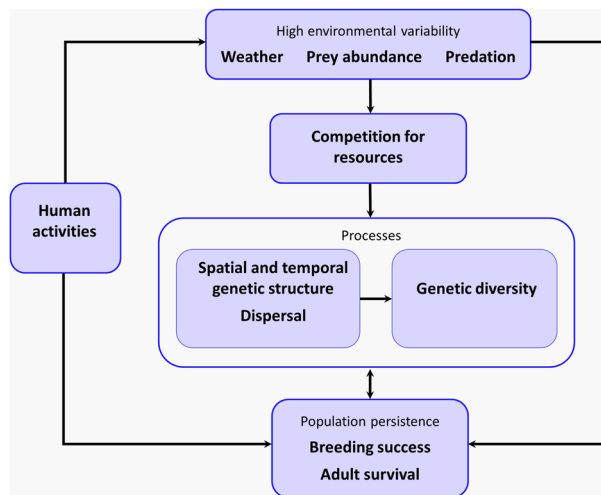 High environmental variability
Weather Prey abundance Predation
Competition for
resources
Human
activities
Processes
Spatial and temporal
genetic structure
Dispersal
Genetic diversity
Population persistence
Breeding success
Adult survival